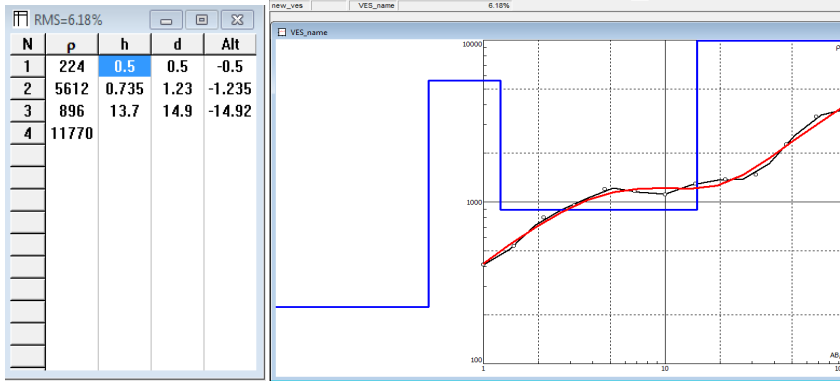 RMS=6.18%
N ρ h d Alt
1 224 0.5 0.5 -0.5
2 5612 0.735 1.23 -1.235
3 896 13.7 14.9 -14.92
4 11770
new_ves VES_name 6.18%
VES_name
10000
1000
100
1 10
AB